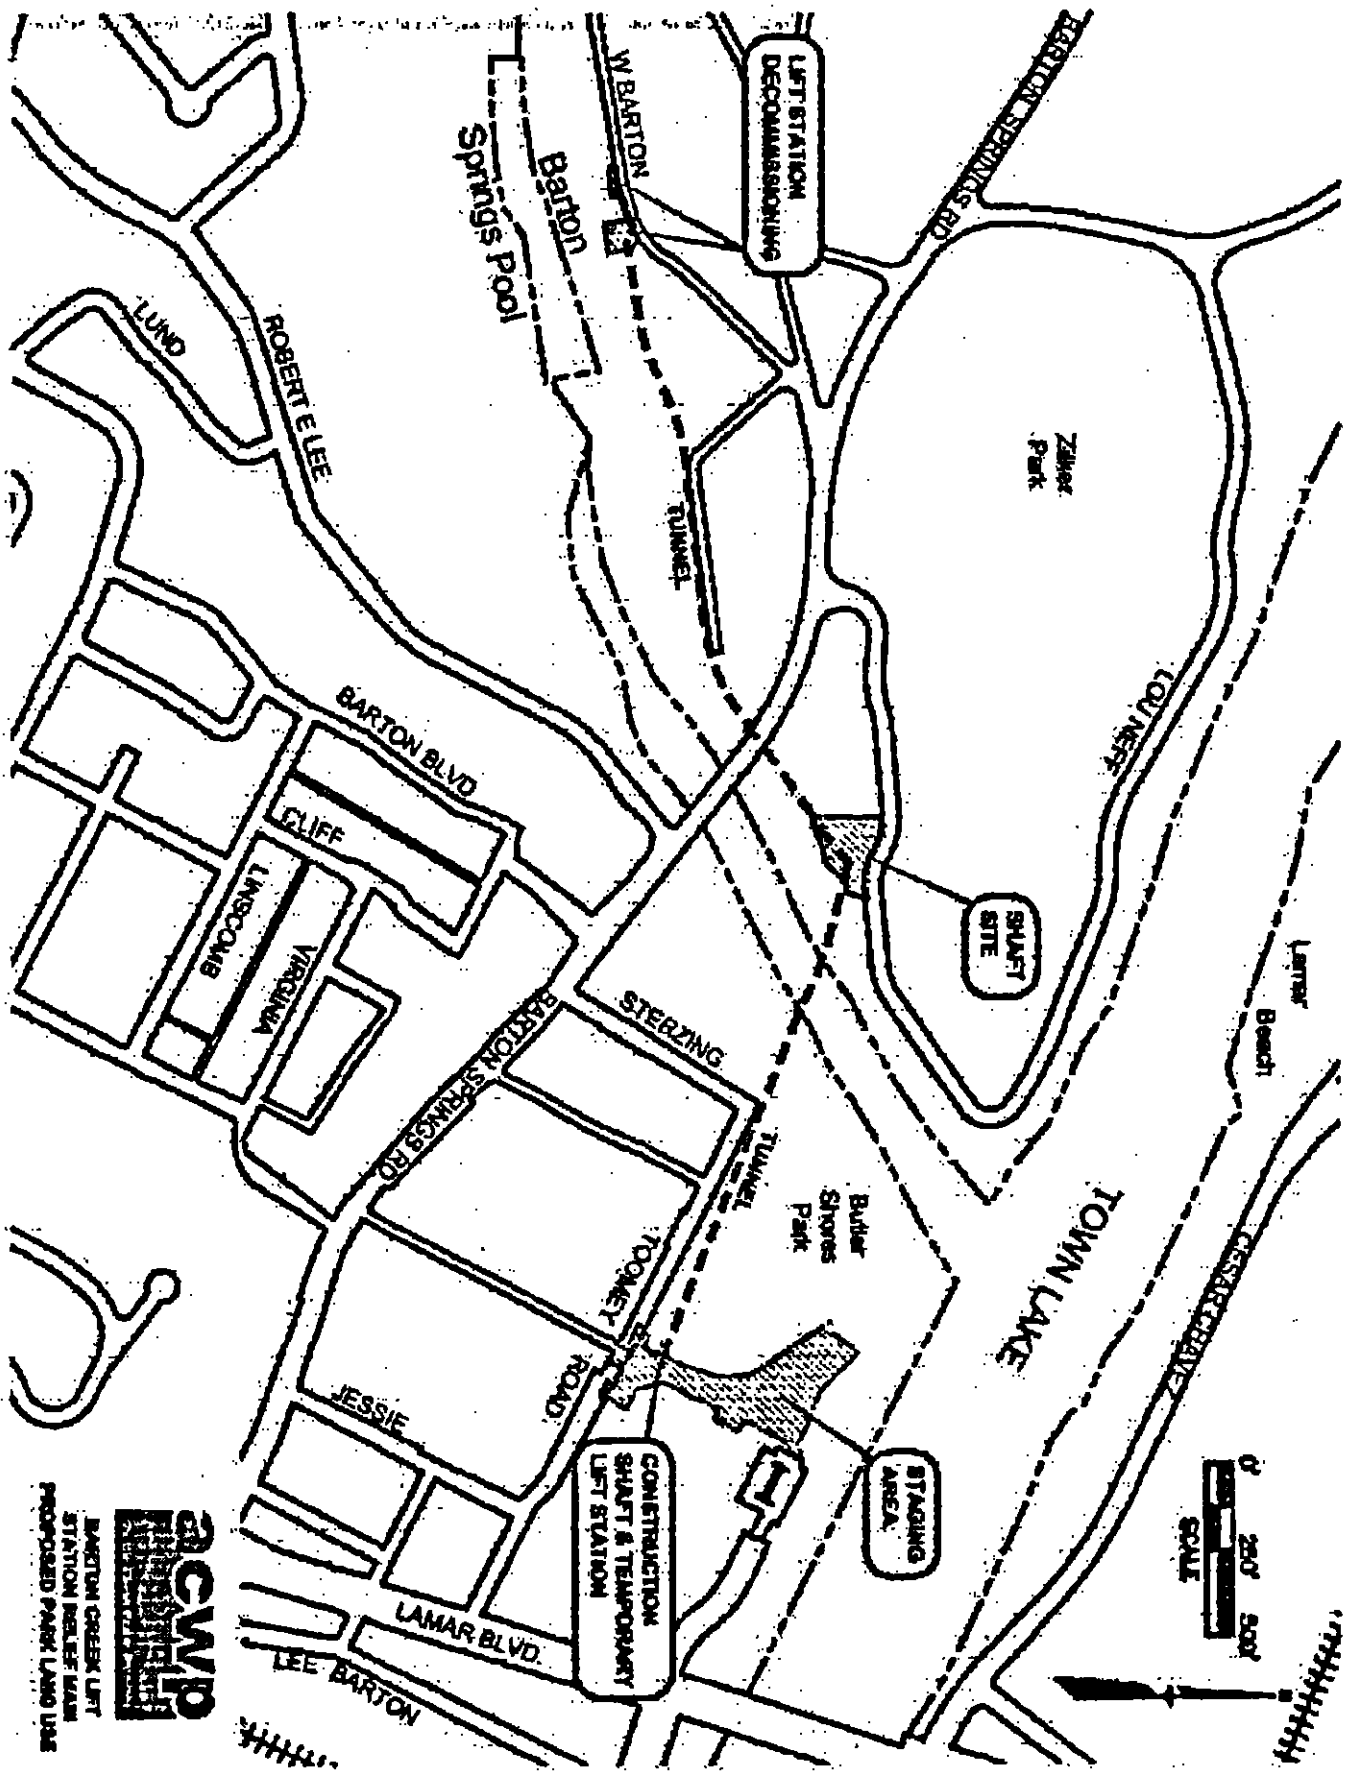 BARTON SPRINGS RD
LIFT STATION
DECOMMISSIONING
W BARTON
Barton
Springs Pool
LUND
ROBERT E LEE
Zilker
Park
TUNNEL
LOU NEFF
BARTON BLVD
CLIFF
LINSCOMB
VIRGINIA
SHAFT
SITE
Lamar
Beach
STERZING
BARTON SPRINGS RD
TUNNEL
Butler
Shores
Park
TOWN LAKE
CESAR CHAVEZ
TOOMEY
ROAD
JESSIE
STAGING
AREA
CONSTRUCTION
SHAFT & TEMPORARY
LIFT STATION
LAMAR BLVD.
LEE BARTON
0' 250' 500'
SCALE
acwp
BARTON CREEK LIFT
STATION RELIEF MAIN
PROPOSED PARK LAND USE